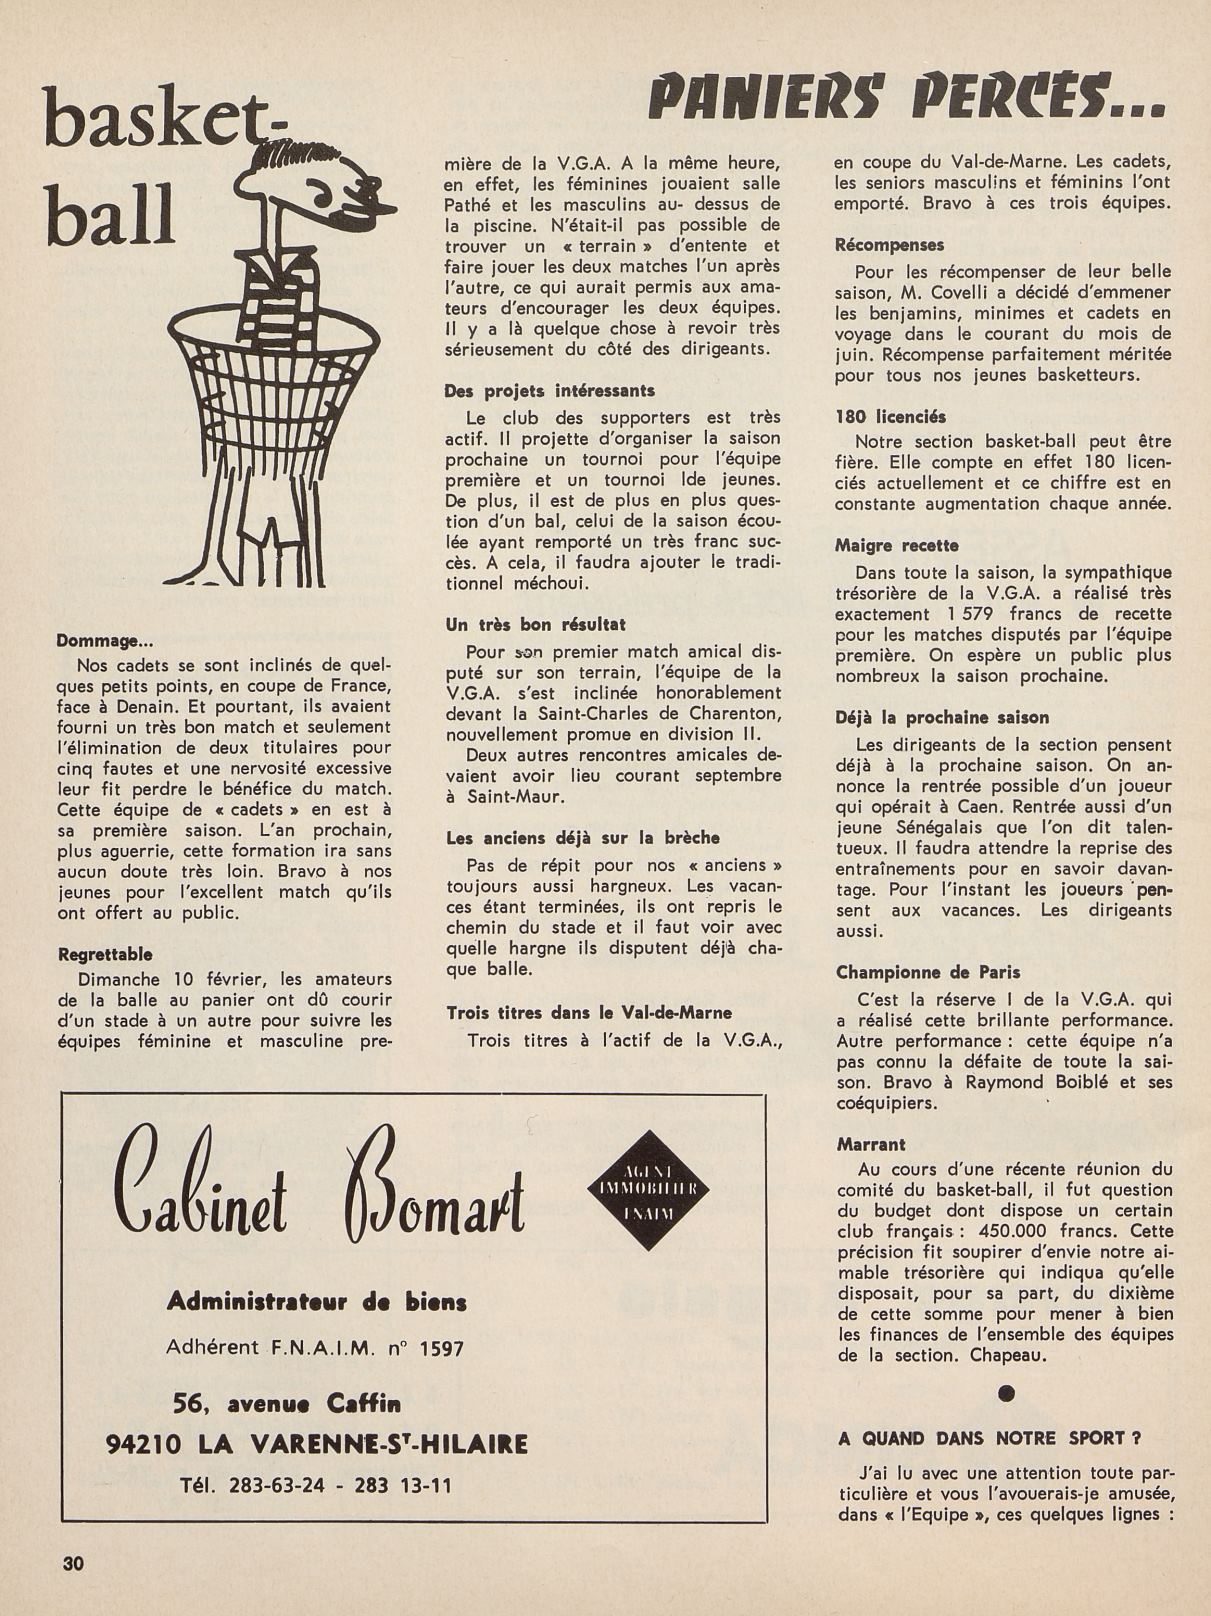 basket-
ball
PANIERS PERCÉS...
Dommage...
Nos cadets se sont inclinés de quel-
ques petits points, en coupe de France,
face à Denain. Et pourtant, ils avaient
fourni un très bon match et seulement
l'élimination de deux titulaires pour
cinq fautes et une nervosité excessive
leur fit perdre le bénéfice du match.
Cette équipe de « cadets » en est à
sa première saison. L'an prochain,
plus aguerrie, cette formation ira sans
aucun doute très loin. Bravo à nos
jeunes pour l'excellent match qu'ils
ont offert au public.
Regrettable
Dimanche 10 février, les amateurs
de la balle au panier ont dû courir
d'un stade à un autre pour suivre les
équipes féminine et masculine pre-
mière de la V.G.A. A la même heure,
en effet, les féminines jouaient salle
Pathé et les masculins au- dessus de
la piscine. N'était-il pas possible de
trouver un « terrain » d'entente et
faire jouer les deux matches l'un après
l'autre, ce qui aurait permis aux ama-
teurs d'encourager les deux équipes.
Il y a là quelque chose à revoir très
sérieusement du côté des dirigeants.
Des projets intéressants
Le club des supporters est très
actif. Il projette d'organiser la saison
prochaine un tournoi pour l'équipe
première et un tournoi lde jeunes.
De plus, il est de plus en plus ques-
tion d'un bal, celui de la saison écou-
lée ayant remporté un très franc suc-
cès. A cela, il faudra ajouter le tradi-
tionnel méchoui.
Un très bon résultat
Pour son premier match amical dis-
puté sur son terrain, l'équipe de la
V.G.A. s'est inclinée honorablement
devant la Saint-Charles de Charenton,
nouvellement promue en division II.
Deux autres rencontres amicales de-
vaient avoir lieu courant septembre
à Saint-Maur.
Les anciens déjà sur la brèche
Pas de répit pour nos « anciens »
toujours aussi hargneux. Les vacan-
ces étant terminées, ils ont repris le
chemin du stade et il faut voir avec
quelle hargne ils disputent déjà cha-
que balle.
Trois titres dans le Val-de-Marne
Trois titres à l'actif de la V.G.A.,
en coupe du Val-de-Marne. Les cadets,
les seniors masculins et féminins l'ont
emporté. Bravo à ces trois équipes.
Récompenses
Pour les récompenser de leur belle
saison, M. Covelli a décidé d'emmener
les benjamins, minimes et cadets en
voyage dans le courant du mois de
juin. Récompense parfaitement méritée
pour tous nos jeunes basketteurs.
180 licenciés
Notre section basket-ball peut être
fière. Elle compte en effet 180 licen-
ciés actuellement et ce chiffre est en
constante augmentation chaque année.
Maigre recette
Dans toute la saison, la sympathique
trésorière de la V.G.A. a réalisé très
exactement 1 579 francs de recette
pour les matches disputés par l'équipe
première. On espère un public plus
nombreux la saison prochaine.
Déjà la prochaine saison
Les dirigeants de la section pensent
déjà à la prochaine saison. On an-
nonce la rentrée possible d'un joueur
qui opérait à Caen. Rentrée aussi d'un
jeune Sénégalais que l'on dit talen-
tueux. Il faudra attendre la reprise des
entraînements pour en savoir davan-
tage. Pour l'instant les joueurs pen-
sent aux vacances. Les dirigeants
aussi.
Championne de Paris
C'est la réserve I de la V.G.A. qui
a réalisé cette brillante performance.
Autre performance : cette équipe n'a
pas connu la défaite de toute la sai-
son. Bravo à Raymond Boiblé et ses
coéquipiers.
Marrant
Au cours d'une récente réunion du
comité du basket-ball, il fut question
du budget dont dispose un certain
club français : 450.000 francs. Cette
précision fit soupirer d'envie notre ai-
mable trésorière qui indiqua qu'elle
disposait, pour sa part, du dixième
de cette somme pour mener à bien
les finances de l'ensemble des équipes
de la section. Chapeau.
A QUAND DANS NOTRE SPORT ?
J'ai lu avec une attention toute par-
ticulière et vous l'avouerais-je amusée,
dans « l'Equipe », ces quelques lignes :
Cabinet Bomart
AGENT
IMMOBILIER
FNAIM
Administrateur de biens
Adhérent F.N.A.I.M. n° 1597
56, avenue Caffin
94210 LA VARENNE-ST-HILAIRE
Tél. 283-63-24 - 283 13-11
30